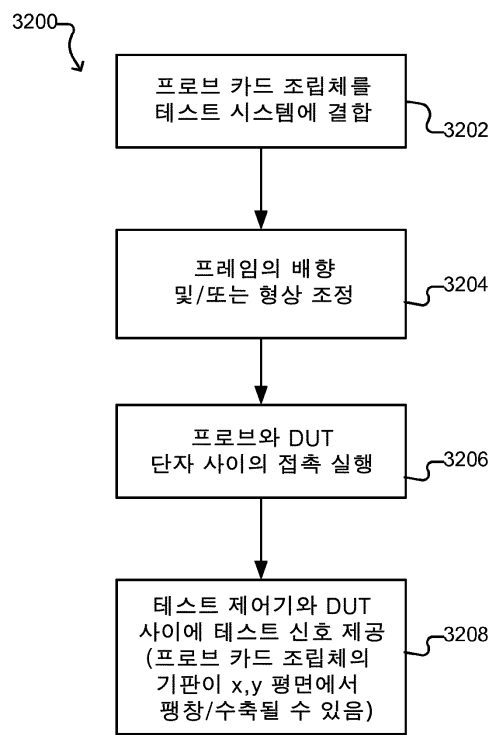 3200
프로브 카드 조립체를
테스트 시스템에 결합
3202
프레임의 배향
및/또는 형상 조정
3204
프로브와 DUT
단자 사이의 접촉 실행
3206
테스트 제어기와 DUT
사이에 테스트 신호 제공
(프로브 카드 조립체의
기판이 x,y 평면에서
팽창/수축될 수 있음)
3208